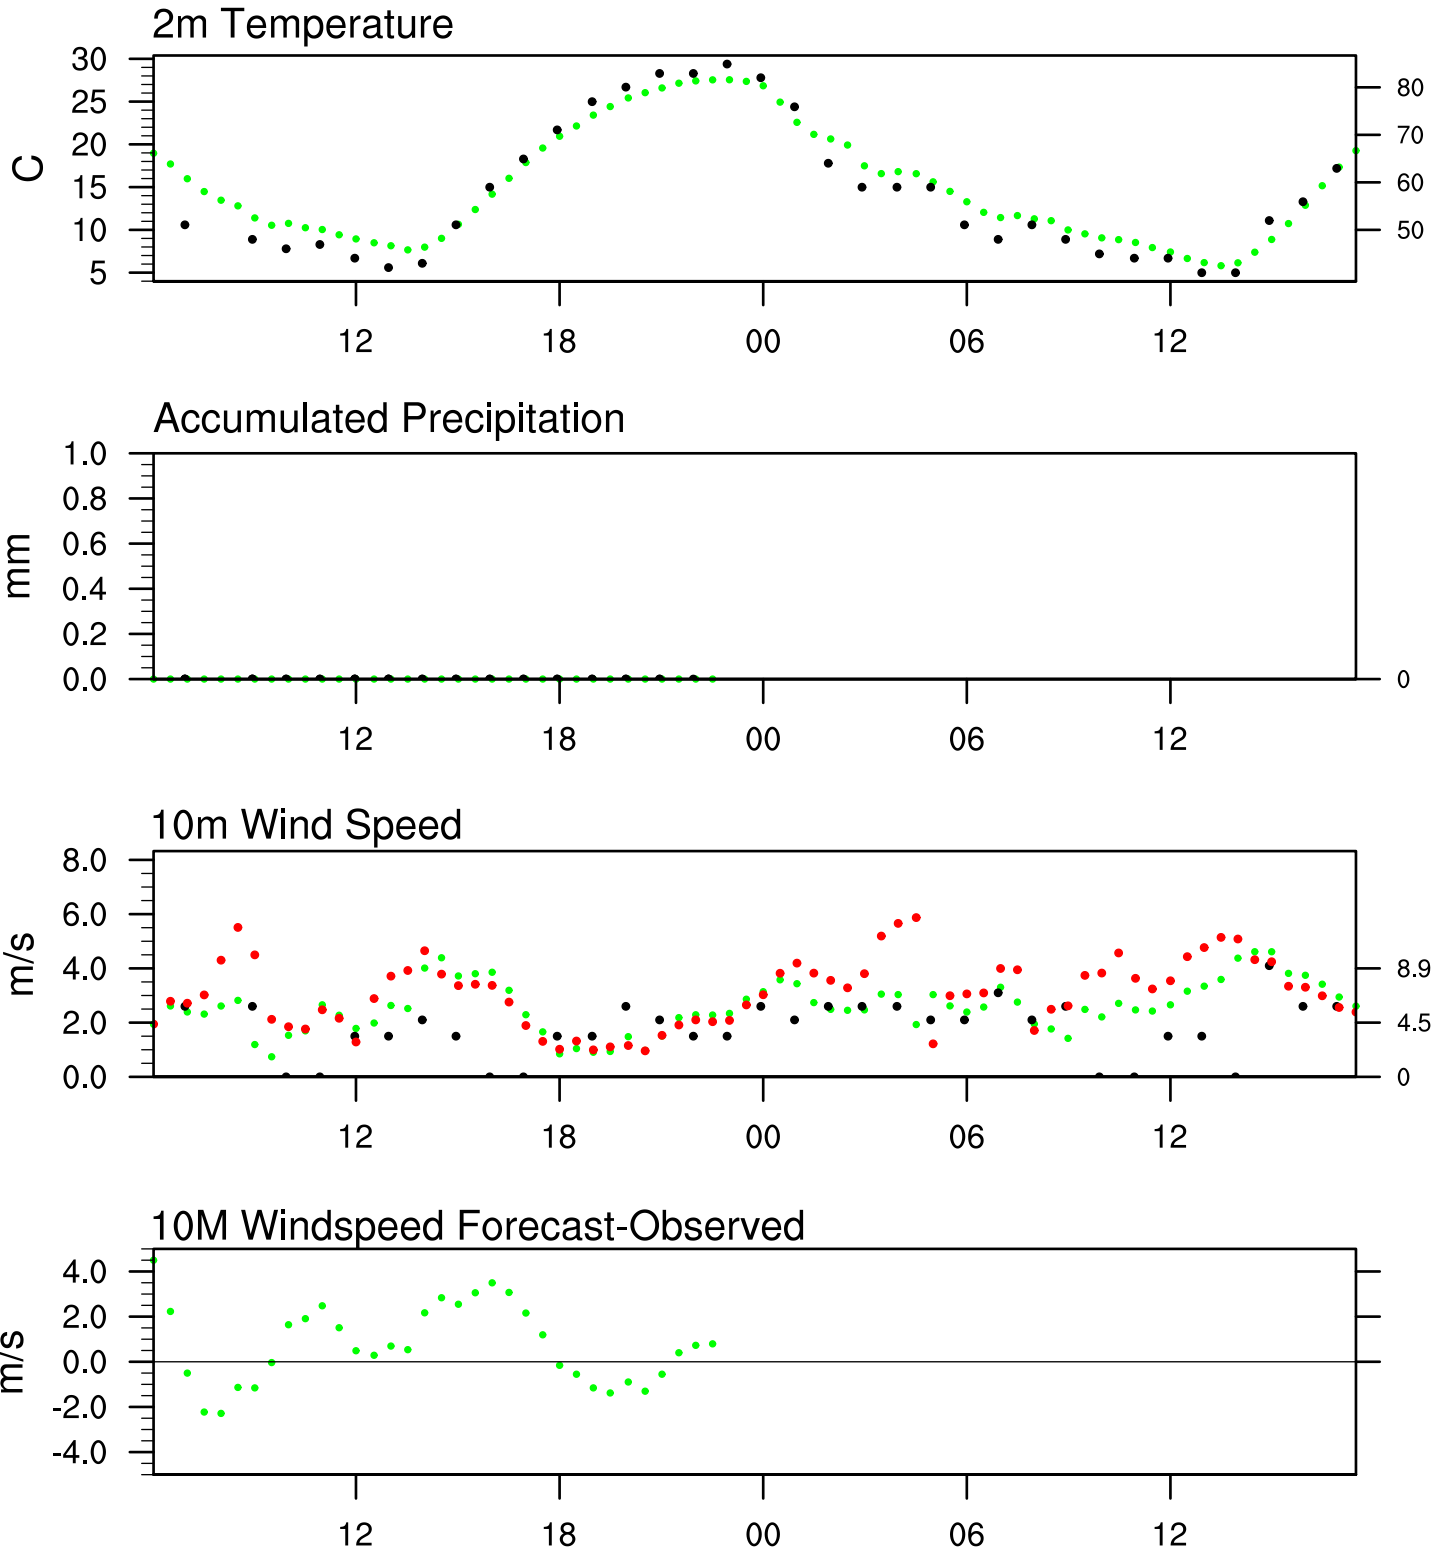 2m Temperature
30
25
20
15
10
5
C
80
70
60
50
12 18 00 06 12
Accumulated Precipitation
1.0
0.8
0.6
0.4
0.2
0.0
mm
0
12 18 00 06 12
10m Wind Speed
8.0
6.0
4.0
2.0
0.0
m/s
8.9
4.5
0
12 18 00 06 12
10M Windspeed Forecast-Observed
4.0
2.0
0.0
-2.0
-4.0
m/s
12 18 00 06 12